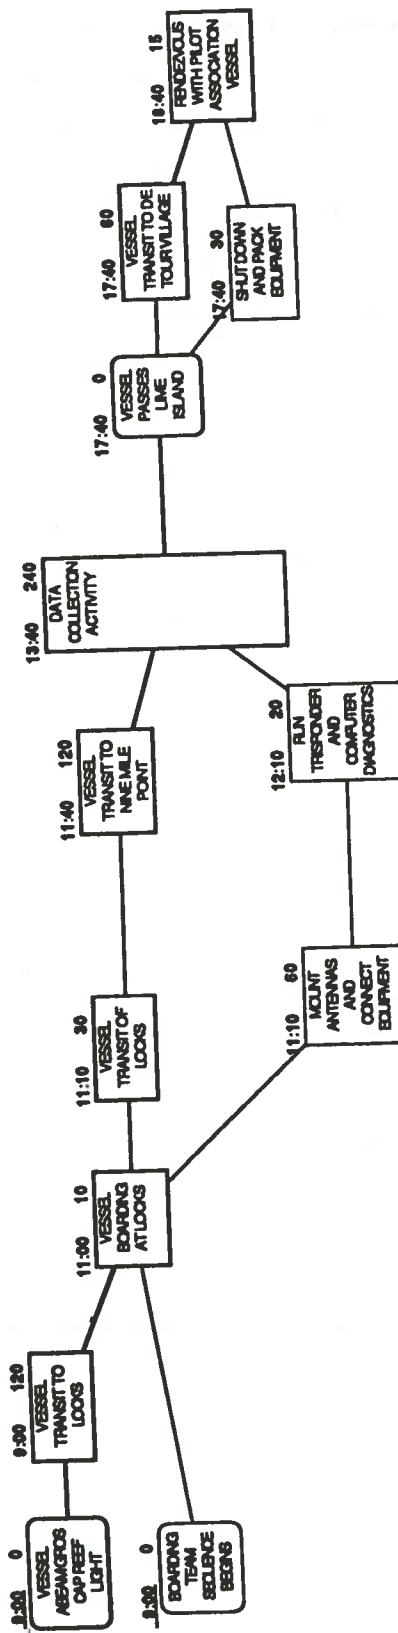 9:00 0
VESSEL
ABEAM GROS
CAP REEF
LIGHT
9:00 120
VESSEL
TRANSIT TO
LOCKS
9:00 0
BOARDING
TEAM
SEQUENCE
BEGINS
11:00 10
VESSEL
BOARDING
AT LOCKS
11:10 30
VESSEL
TRANSIT OF
LOCKS
11:10 60
MOUNT
ANTENNAS
AND
CONNECT
EQUIPMENT
11:40 120
VESSEL
TRANSIT TO
NINE MILE
POINT
12:10 20
RUN
TRISPONDER
AND
COMPUTER
DIAGNOSTICS
13:40 240
DATA
COLLECTION
ACTIVITY
17:40 0
VESSEL
PASSES
LIME
ISLAND
17:40 60
VESSEL
TRANSIT TO DE
TOUR VILLAGE
17:40 30
SHUT DOWN
AND PACK
EQUIPMENT
18:40 15
RENDEZVOUS
WITH PILOT
ASSOCIATION
VESSEL